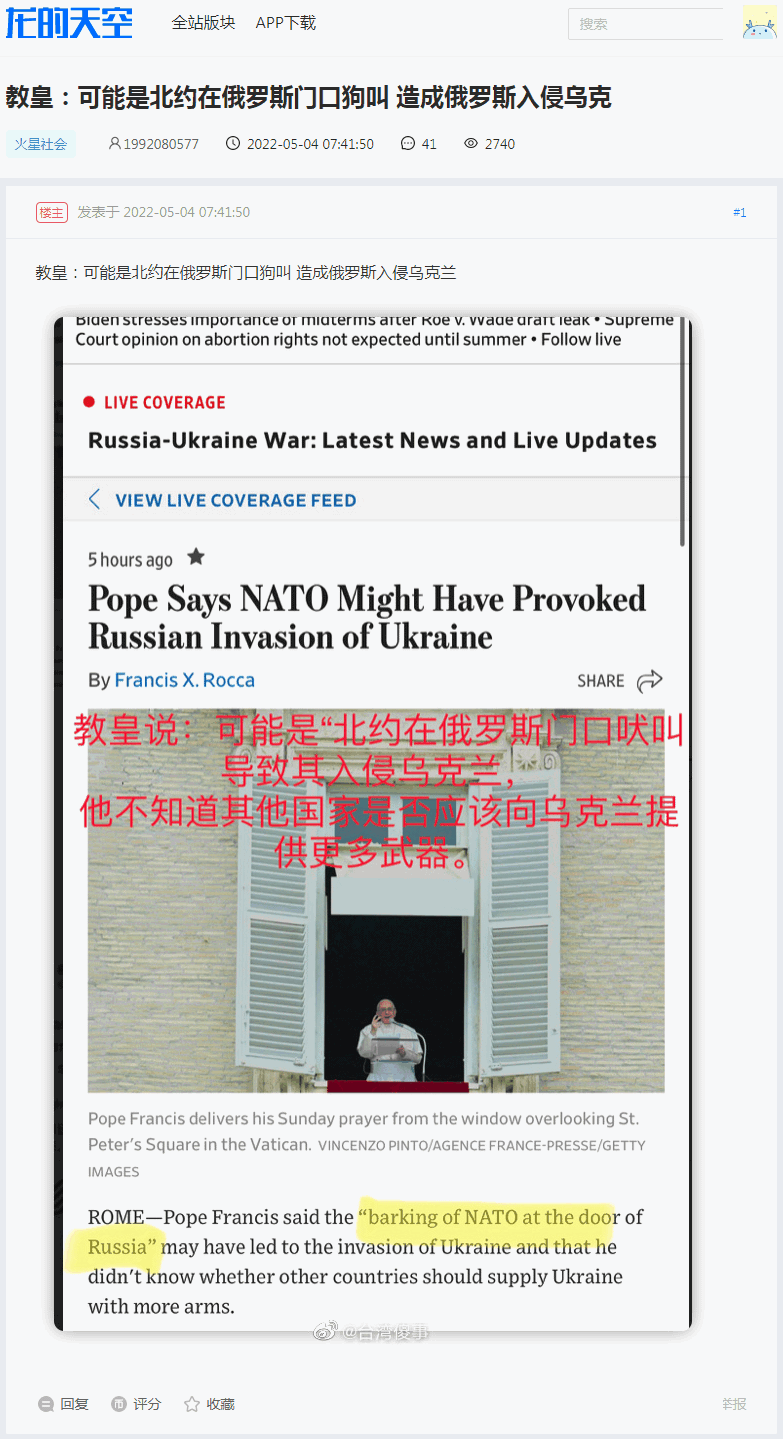 龙的天空 全站版块 APP下载 搜索
教皇：可能是北约在俄罗斯门口狗叫 造成俄罗斯入侵乌克
火星社会 1992080577 2022-05-04 07:41:50 41 2740
楼主 发表于 2022-05-04 07:41:50 #1
教皇：可能是北约在俄罗斯门口狗叫 造成俄罗斯入侵乌克兰
Biden stresses importance of midterms after Roe v. Wade draft leak • Supreme
Court opinion on abortion rights not expected until summer • Follow live
LIVE COVERAGE
Russia-Ukraine War: Latest News and Live Updates
VIEW LIVE COVERAGE FEED
5 hours ago
Pope Says NATO Might Have Provoked
Russian Invasion of Ukraine
By Francis X. Rocca SHARE
教皇说：可能是“北约在俄罗斯门口吠叫
导致其入侵乌克兰，
他不知道其他国家是否应该向乌克兰提
供更多武器。
Pope Francis delivers his Sunday prayer from the window overlooking St.
Peter’s Square in the Vatican. VINCENZO PINTO/AGENCE FRANCE-PRESSE/GETTY
IMAGES
ROME—Pope Francis said the “barking of NATO at the door of
Russia” may have led to the invasion of Ukraine and that he
didn’t know whether other countries should supply Ukraine
with more arms.
@台湾傻事
回复 评分 收藏 举报